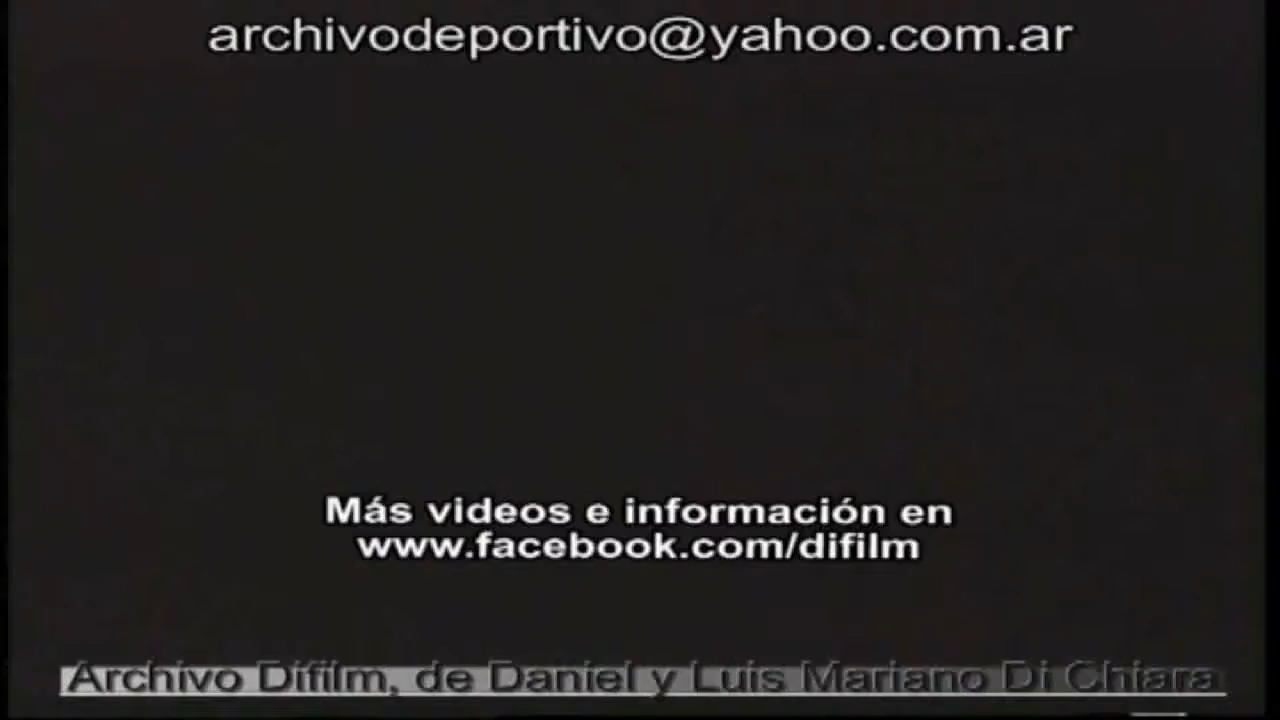 archivodeportivo@yahoo.com.ar
Más videos e información en
www.facebook.com/difilm
Archivo Difilm, de Daniel y Luis Mariano Di Chiara